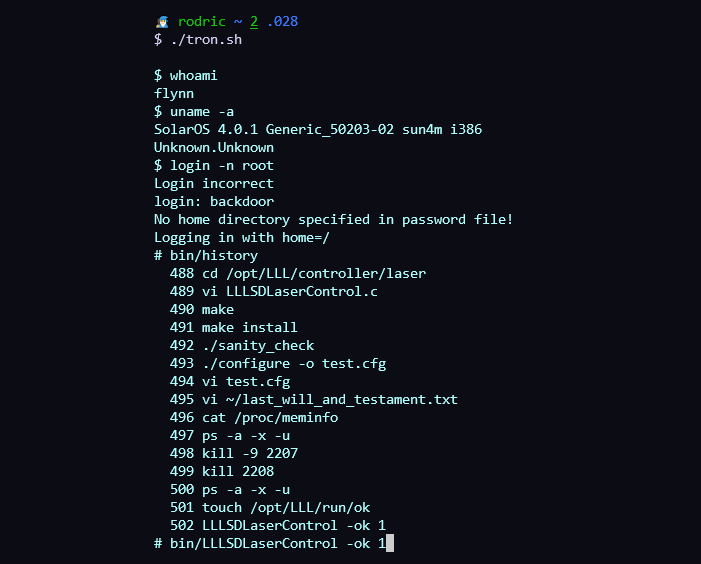 rodric ~ 2 .028
$ ./tron.sh
$ whoami
flynn
$ uname -a
SolarOS 4.0.1 Generic_50203-02 sun4m i386
Unknown.Unknown
$ login -n root
Login incorrect
login: backdoor
No home directory specified in password file!
Logging in with home=/
# bin/history
488 cd /opt/LLL/controller/laser
489 vi LLLSDLaserControl.c
490 make
491 make install
492 ./sanity_check
493 ./configure -o test.cfg
494 vi test.cfg
495 vi ~/last_will_and_testament.txt
496 cat /proc/meminfo
497 ps -a -x -u
498 kill -9 2207
499 kill 2208
500 ps -a -x -u
501 touch /opt/LLL/run/ok
502 LLLSDLaserControl -ok 1
# bin/LLLSDLaserControl -ok 1